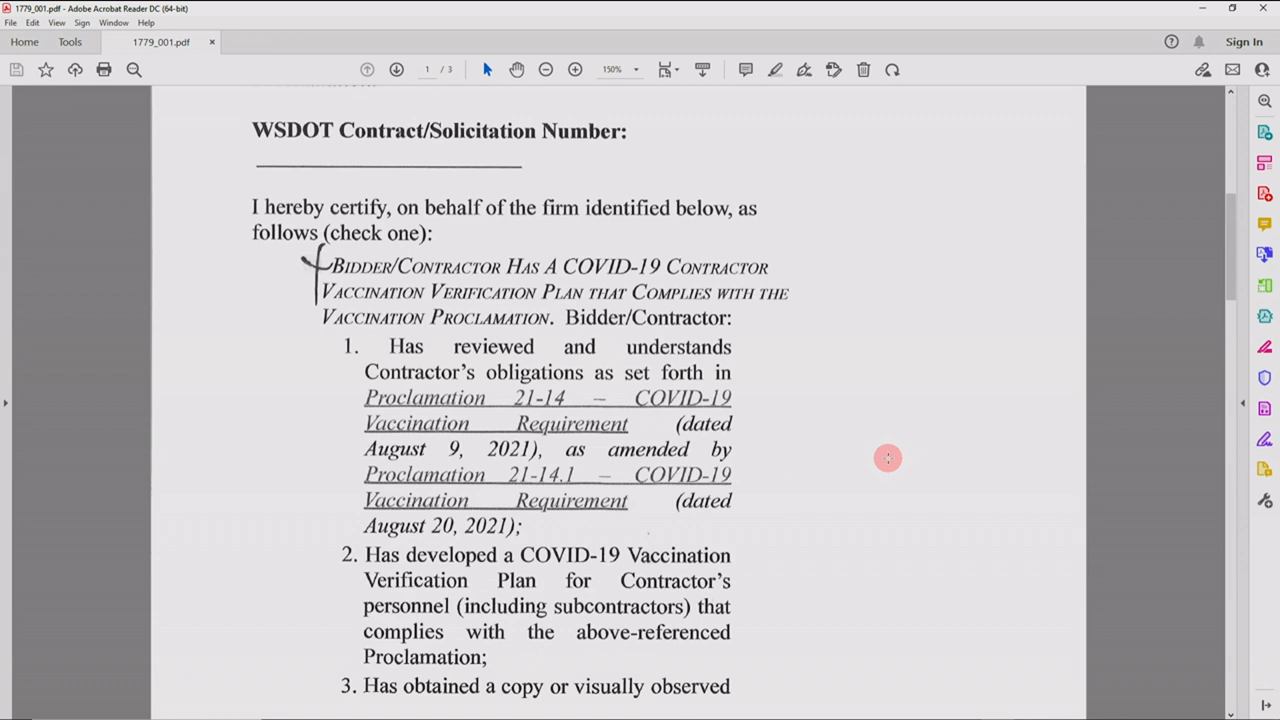 1779_001.pdf - Adobe Acrobat Reader DC (64-bit)
File Edit View Sign Window Help
Home Tools 1779_001.pdf × Sign In
1 / 3 150%
WSDOT Contract/Solicitation Number:
I hereby certify, on behalf of the firm identified below, as
follows (check one):
BIDDER/CONTRACTOR HAS A COVID-19 CONTRACTOR
VACCINATION VERIFICATION PLAN THAT COMPLIES WITH THE
VACCINATION PROCLAMATION. Bidder/Contractor:
1. Has reviewed and understands
Contractor's obligations as set forth in
Proclamation 21-14 – COVID-19
Vaccination Requirement (dated
August 9, 2021), as amended by
Proclamation 21-14.1 – COVID-19
Vaccination Requirement (dated
August 20, 2021);
2. Has developed a COVID-19 Vaccination
Verification Plan for Contractor's
personnel (including subcontractors) that
complies with the above-referenced
Proclamation;
3. Has obtained a copy or visually observed